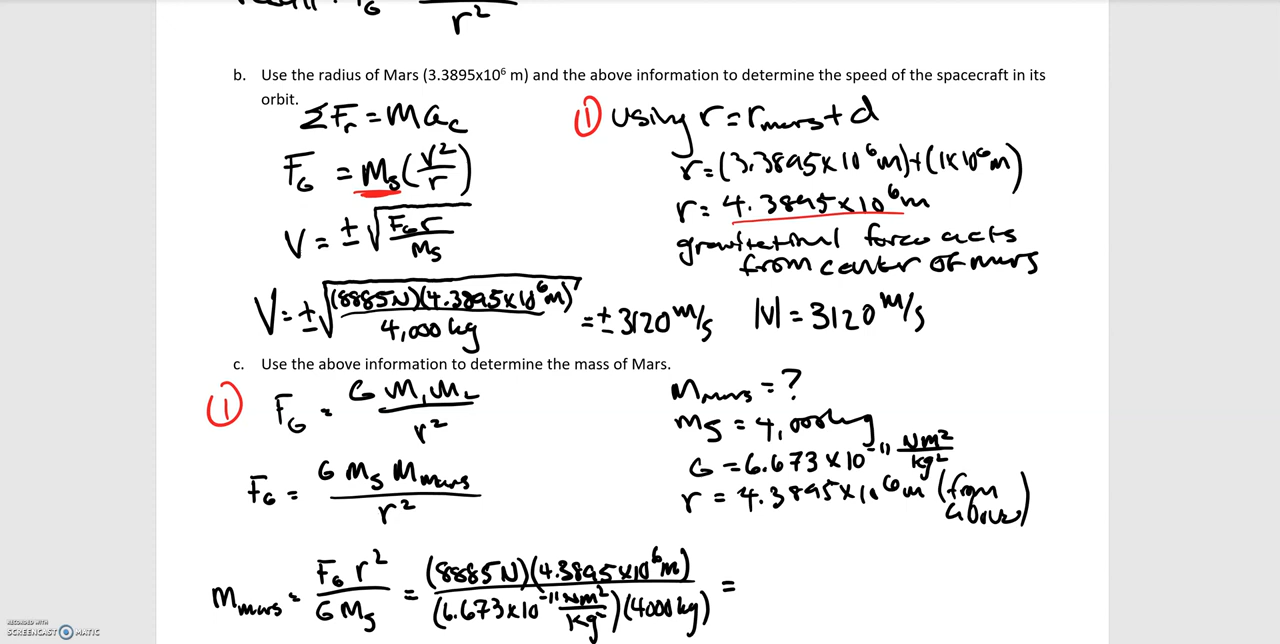 r²
b. Use the radius of Mars (3.3895x10⁶ m) and the above information to determine the speed of the spacecraft in its
orbit.
ΣFr = mac
FG = Ms(v²/r)
V = ±√(FG r/Ms)
V = ±√((8885N)(4.3895x10⁶m)/4,000 kg) = ±3120 m/s |V| = 3120 m/s
① using r = rmars + d
r = (3.3895x10⁶m)+(1x10⁶m)
r = 4.3895x10⁶m
gravitational force acts
from center of mars
c. Use the above information to determine the mass of Mars.
① FG = G M₁M₂/r²
FG = G Ms Mmars/r²
Mmars = ?
Ms = 4,000kg
G = 6.673x10⁻¹¹ Nm²/kg²
r = 4.3895x10⁶m (from above)
Mmars = FG r²/G Ms = (8885N)(4.3895x10⁶m)/(6.673x10⁻¹¹ Nm²/kg²)(4000kg) =
RECORDED WITH
SCREENCAST MATIC